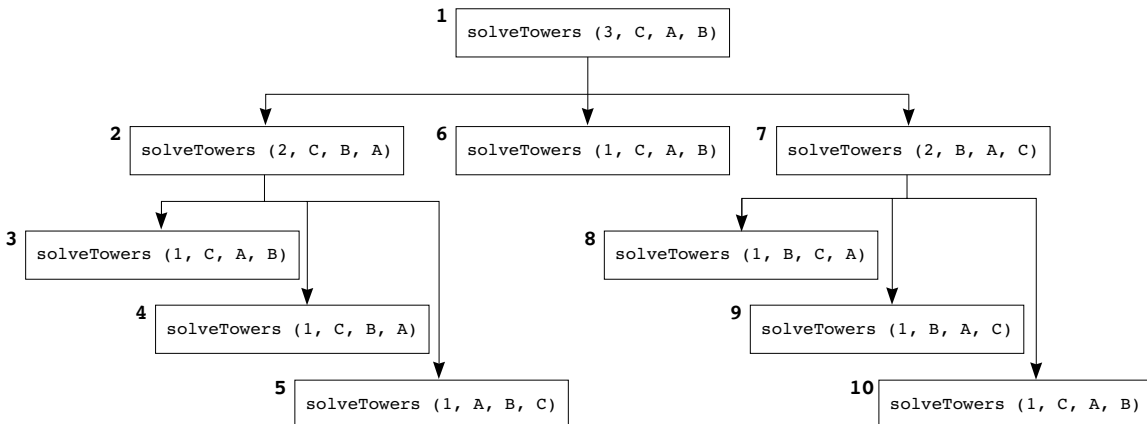 1
solveTowers (3, C, A, B)
2
solveTowers (2, C, B, A)
6
solveTowers (1, C, A, B)
7
solveTowers (2, B, A, C)
3
solveTowers (1, C, A, B)
8
solveTowers (1, B, C, A)
4
solveTowers (1, C, B, A)
9
solveTowers (1, B, A, C)
5
solveTowers (1, A, B, C)
10
solveTowers (1, C, A, B)